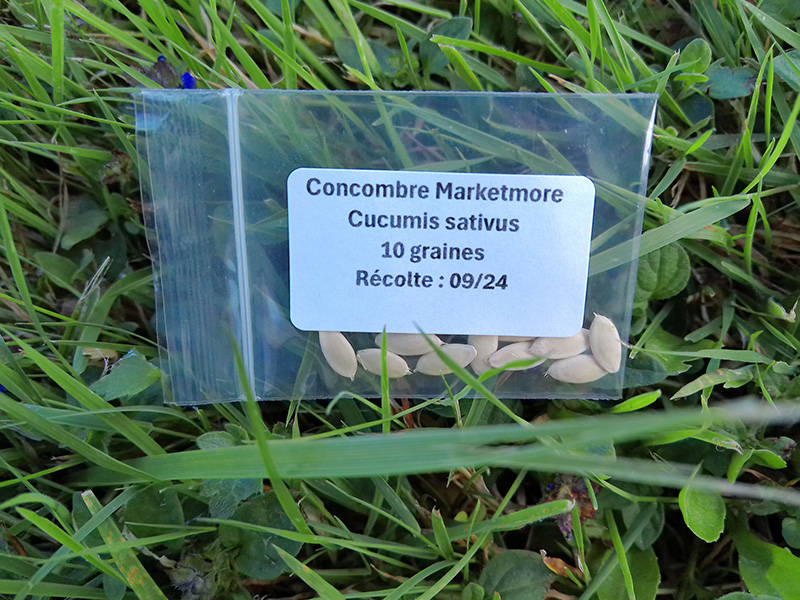 Concombre Marketmore
Cucumis sativus
10 graines
Récolte : 09/24